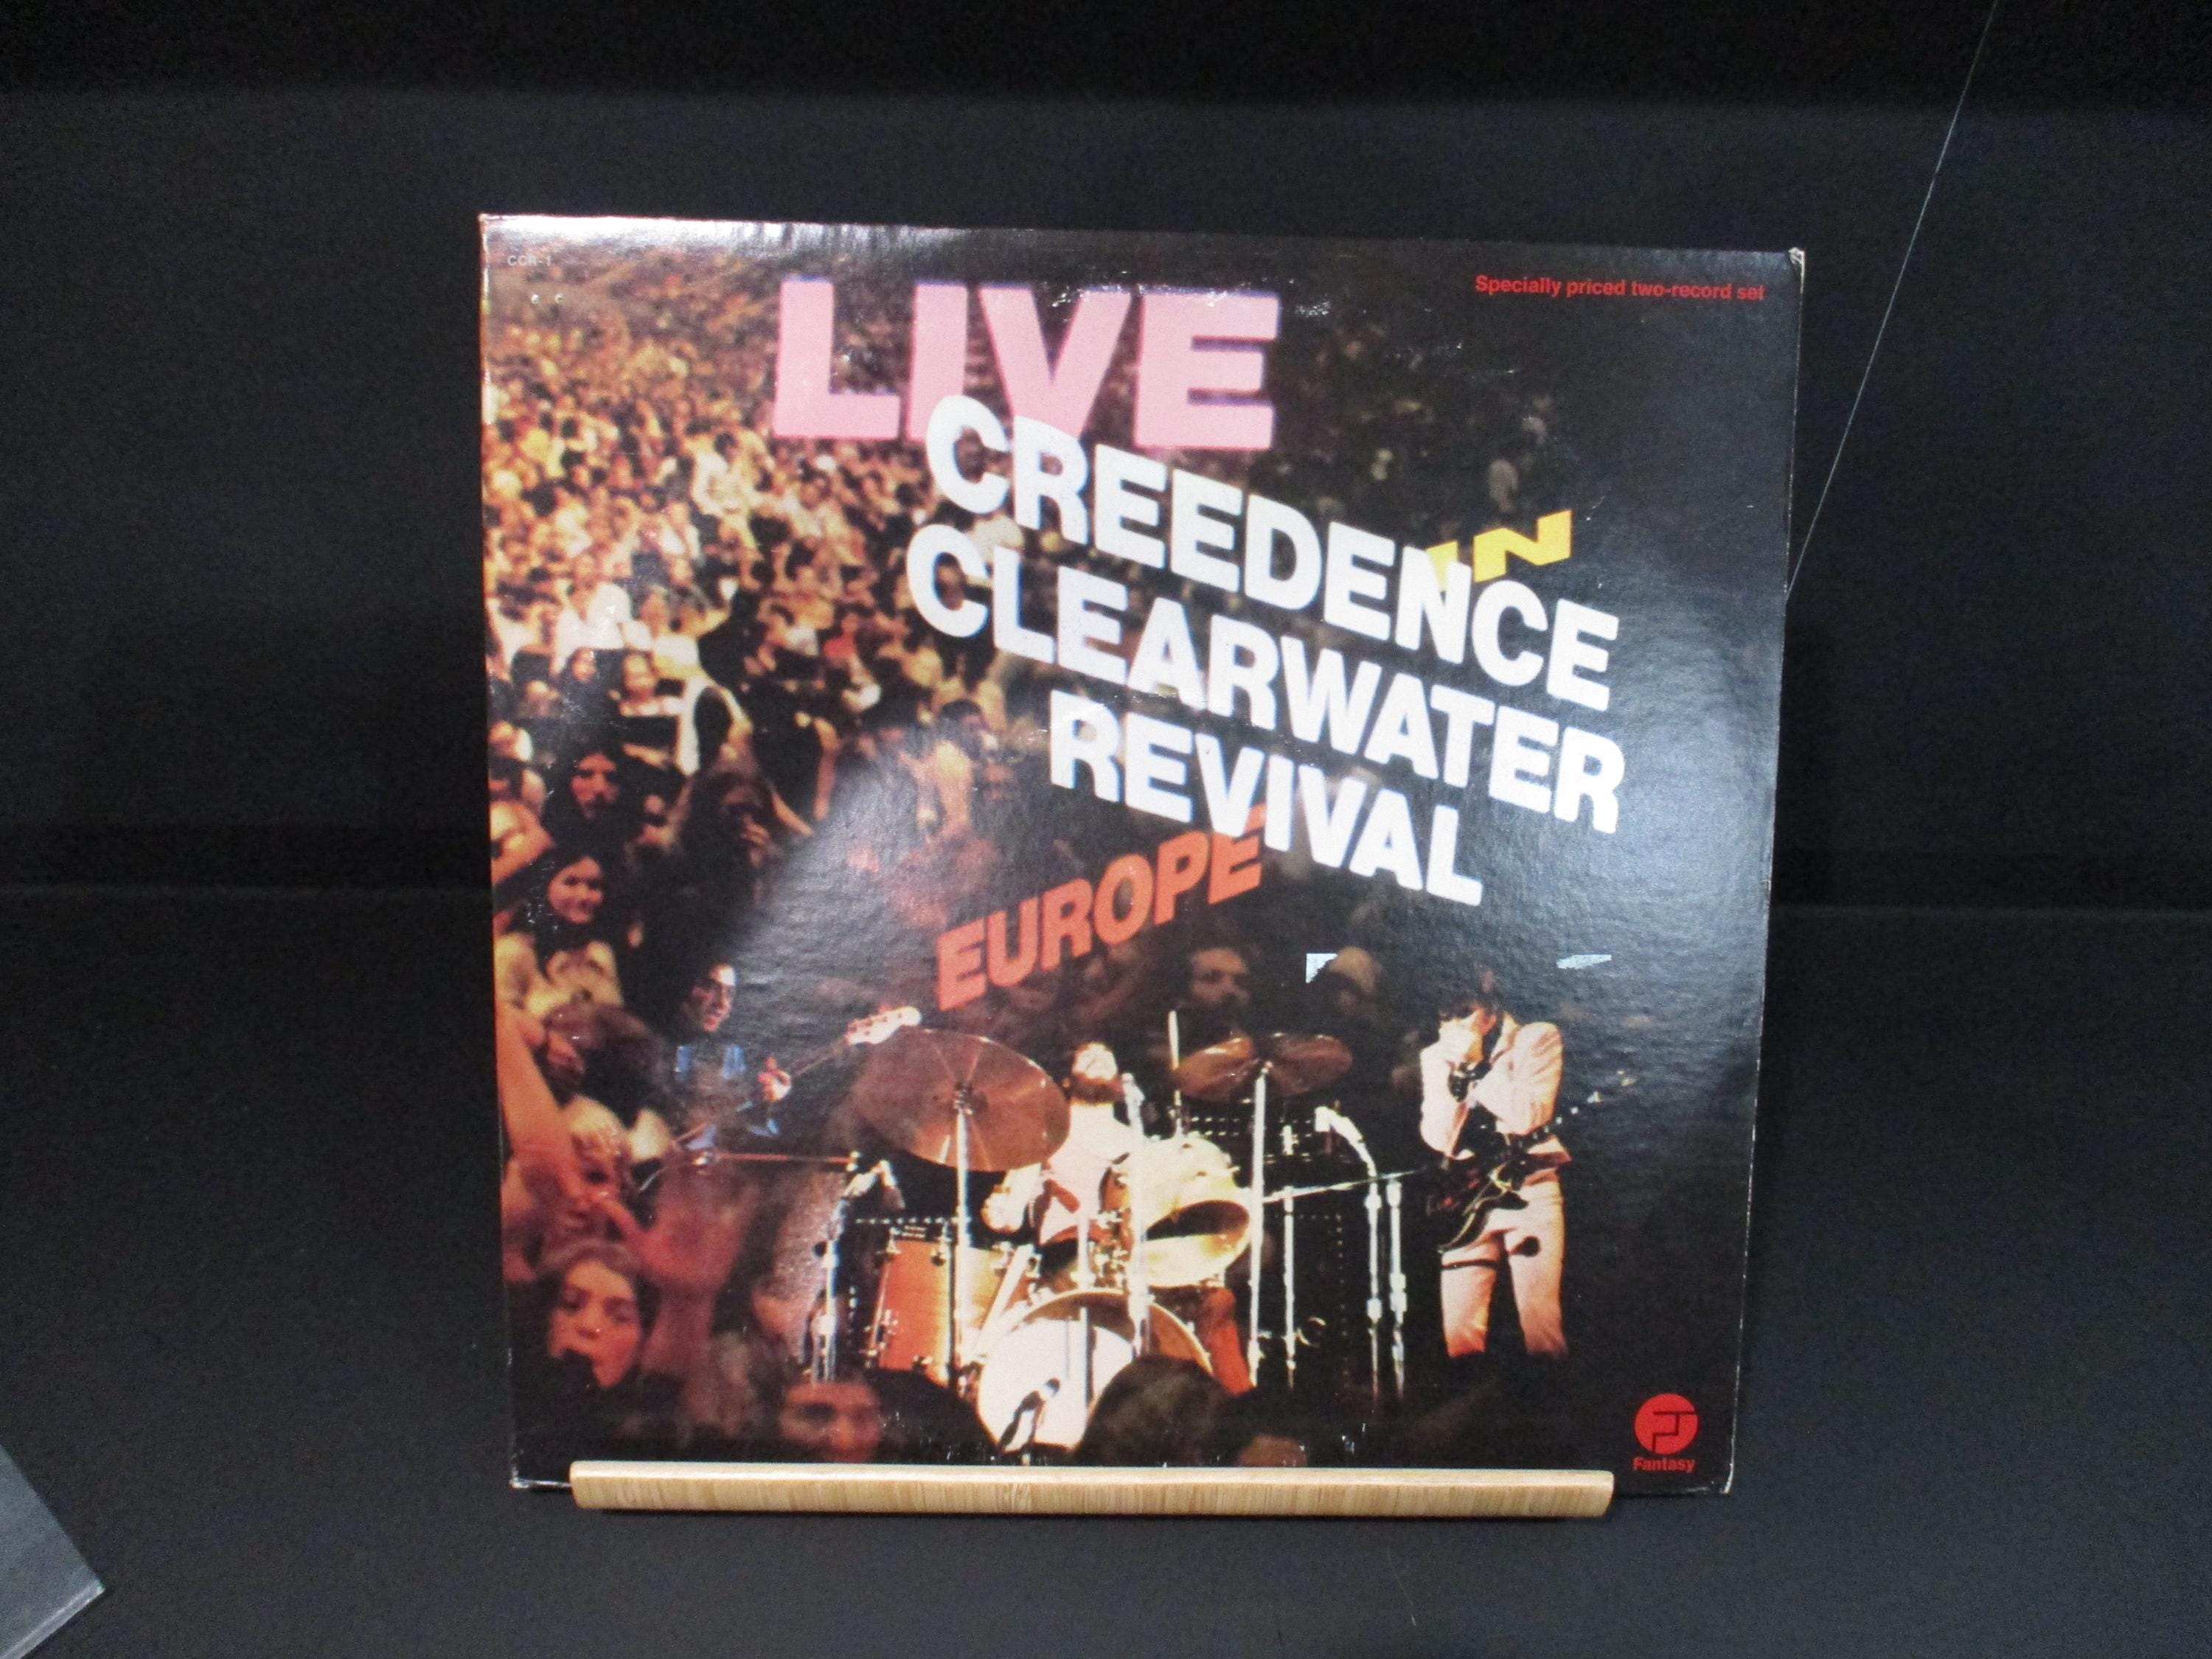 CCR-1
Specially priced two-record set
LIVE
IN
CREEDENCE
CLEARWATER
REVIVAL
EUROPE
Fantasy